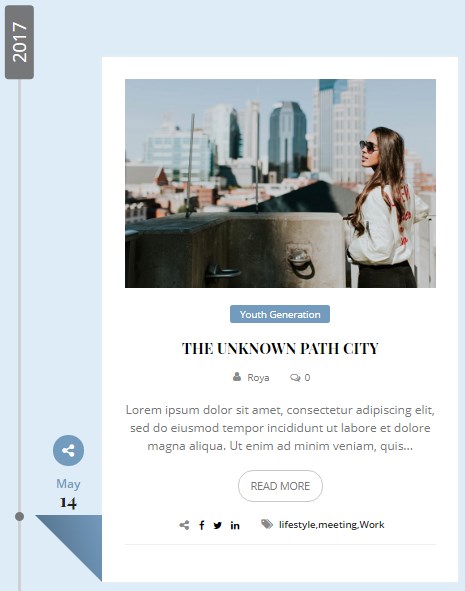 2017
Youth Generation
THE UNKNOWN PATH CITY
Roya 0
Lorem ipsum dolor sit amet, consectetur adipiscing elit,
sed do eiusmod tempor incididunt ut labore et dolore
magna aliqua. Ut enim ad minim veniam, quis...
May
14
READ MORE
lifestyle,meeting,Work